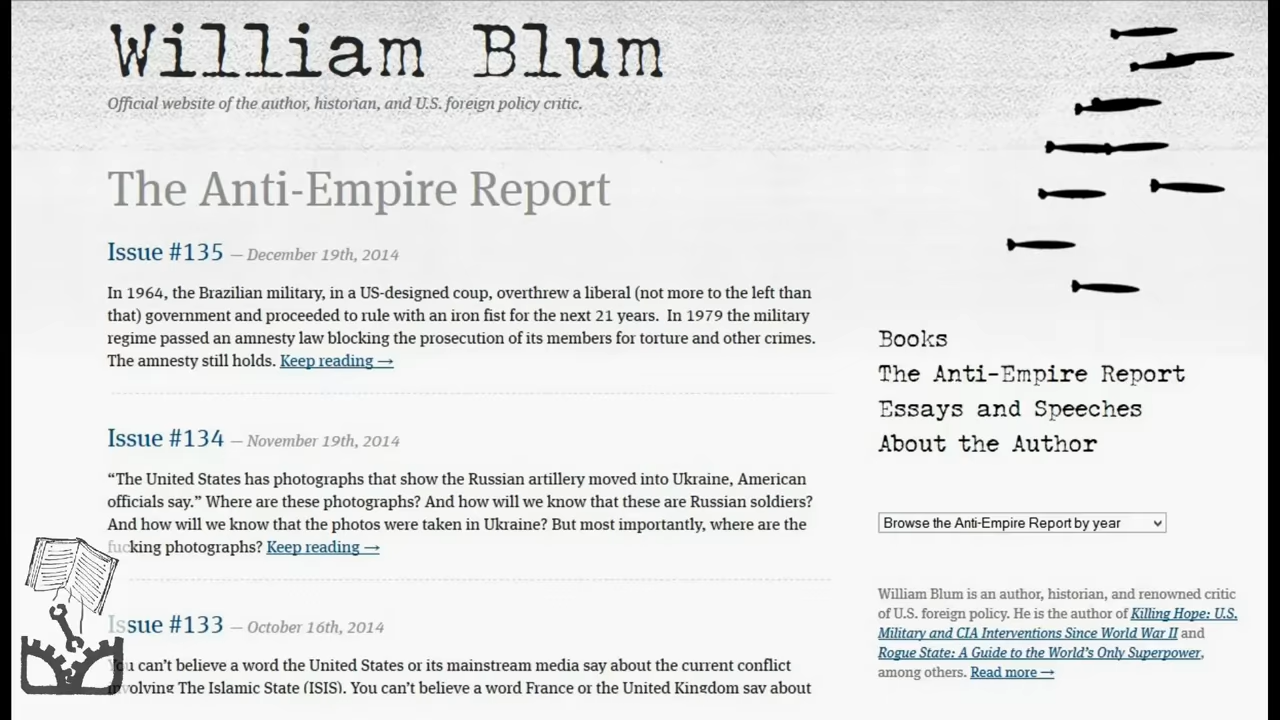 William Blum
Official website of the author, historian, and U.S. foreign policy critic.
The Anti-Empire Report
Issue #135 — December 19th, 2014
In 1964, the Brazilian military, in a US-designed coup, overthrew a liberal (not more to the left than
that) government and proceeded to rule with an iron fist for the next 21 years. In 1979 the military
regime passed an amnesty law blocking the prosecution of its members for torture and other crimes.
The amnesty still holds. Keep reading →
Issue #134 — November 19th, 2014
“The United States has photographs that show the Russian artillery moved into Ukraine, American
officials say.” Where are these photographs? And how will we know that these are Russian soldiers?
And how will we know that the photos were taken in Ukraine? But most importantly, where are the
fucking photographs? Keep reading →
Issue #133 — October 16th, 2014
You can’t believe a word the United States or its mainstream media say about the current conflict
involving The Islamic State (ISIS). You can’t believe a word France or the United Kingdom say about
Books
The Anti-Empire Report
Essays and Speeches
About the Author
Browse the Anti-Empire Report by year
William Blum is an author, historian, and renowned critic
of U.S. foreign policy. He is the author of Killing Hope: U.S.
Military and CIA Interventions Since World War II and
Rogue State: A Guide to the World’s Only Superpower,
among others. Read more →